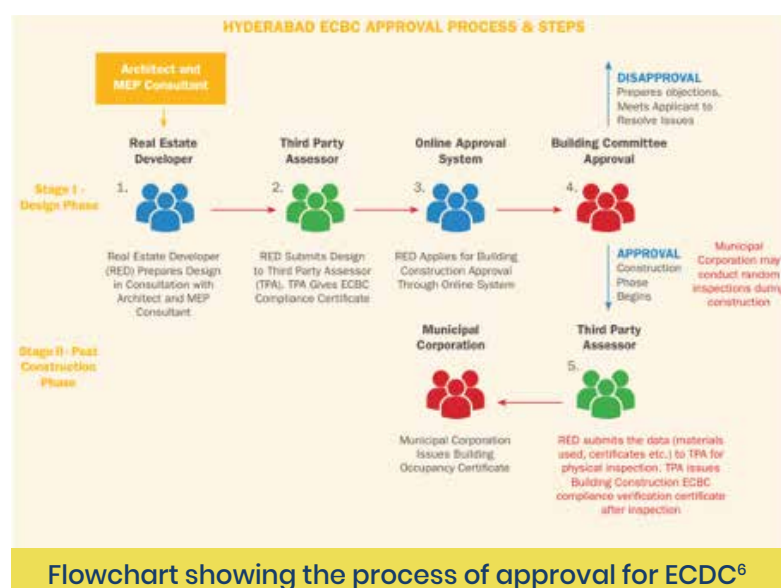 HYDERABAD ECBC APPROVAL PROCESS & STEPS
Architect and
MEP Consultant
DISAPPROVAL
Prepares objections,
Meets Applicant to
Resolve Issues
Real Estate
Developer
Third Party
Assessor
Online Approval
System
Building Committee
Approval
Stage I -
Design Phase
1.
2.
3.
4.
Real Estate Developer
(RED) Prepares Design
in Consultation with
Architect and MEP
Consultant
RED Submits Design
to Third Party Assessor
(TPA), TPA Gives ECBC
Compliance Certificate
RED Applies for Building
Construction Approval
Through Online System
APPROVAL
Construction
Phase
Begins
Municipal
Corporation may
conduct random
inspections during
construction
Stage II - Post
Construction
Phase
Municipal
Corporation
Third Party
Assessor
5.
Municipal Corporation
Issues Building
Occupancy Certificate
RED submits the data (materials
used, certificates etc.) to TPA for
physical inspection. TPA issues
Building Construction ECBC
compliance verification certificate
after inspection
Flowchart showing the process of approval for ECDC⁶